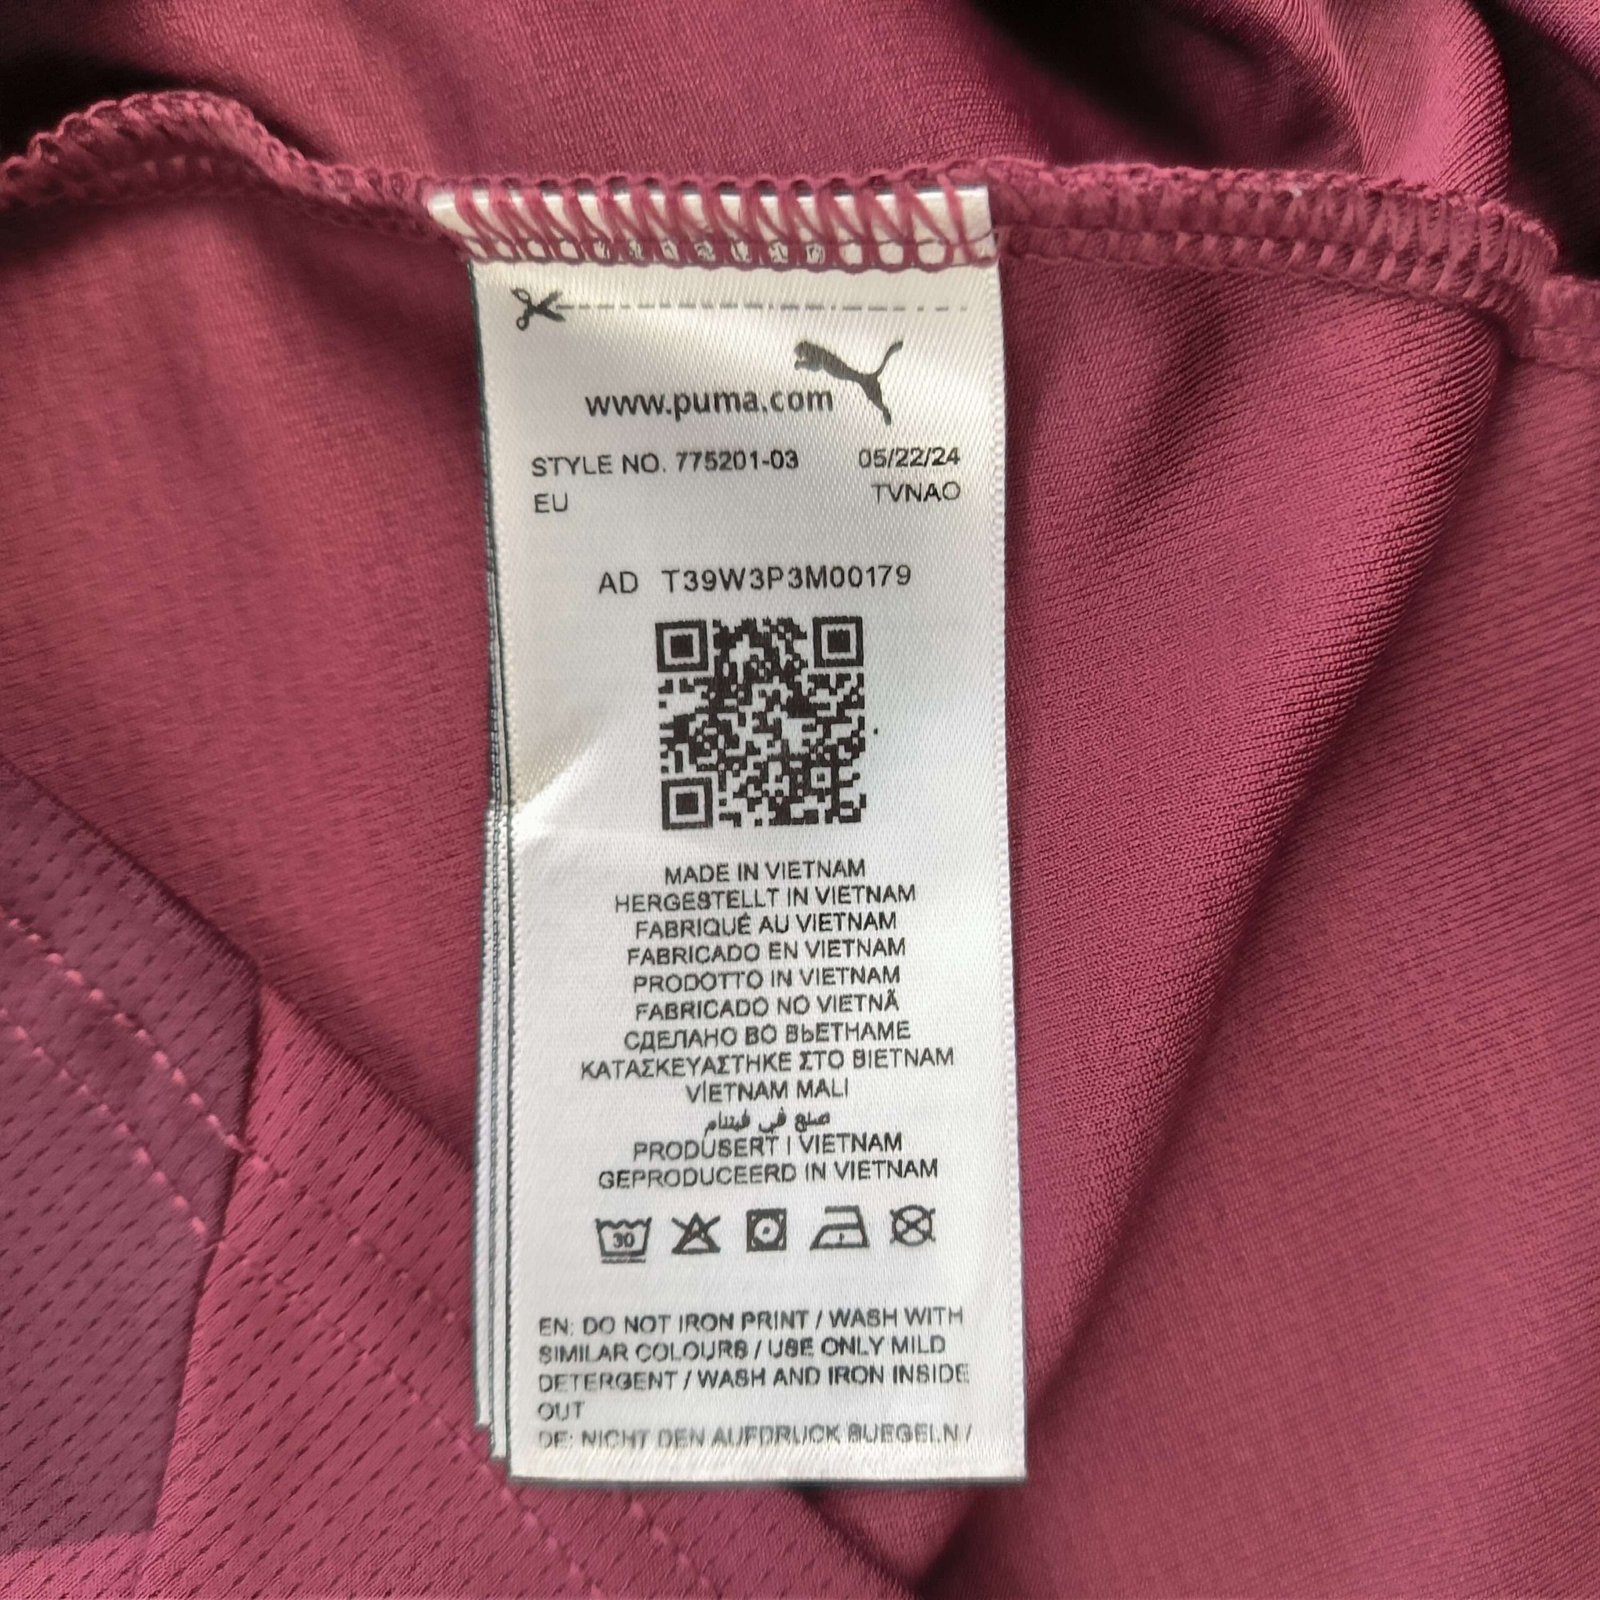 www.puma.com
STYLE NO. 775201-03 05/22/24
EU TVNAO
AD T39W3P3M00179
MADE IN VIETNAM
HERGESTELLT IN VIETNAM
FABRIQUÉ AU VIETNAM
FABRICADO EN VIETNAM
PRODOTTO IN VIETNAM
FABRICADO NO VIETNÃ
СДЕЛАНО ВО ВЬЕТНАМЕ
ΚΑΤΑΣΚΕΥΑΣΤΗΚΕ ΣΤΟ ΒΙΕΤΝΑΜ
VİETNAM MALI
صنع في فيتنام
PRODUSERT I VIETNAM
GEPRODUCEERD IN VIETNAM
30
EN: DO NOT IRON PRINT / WASH WITH
SIMILAR COLOURS / USE ONLY MILD
DETERGENT / WASH AND IRON INSIDE
OUT
DE: NICHT DEN AUFDRUCK BUEGELN /